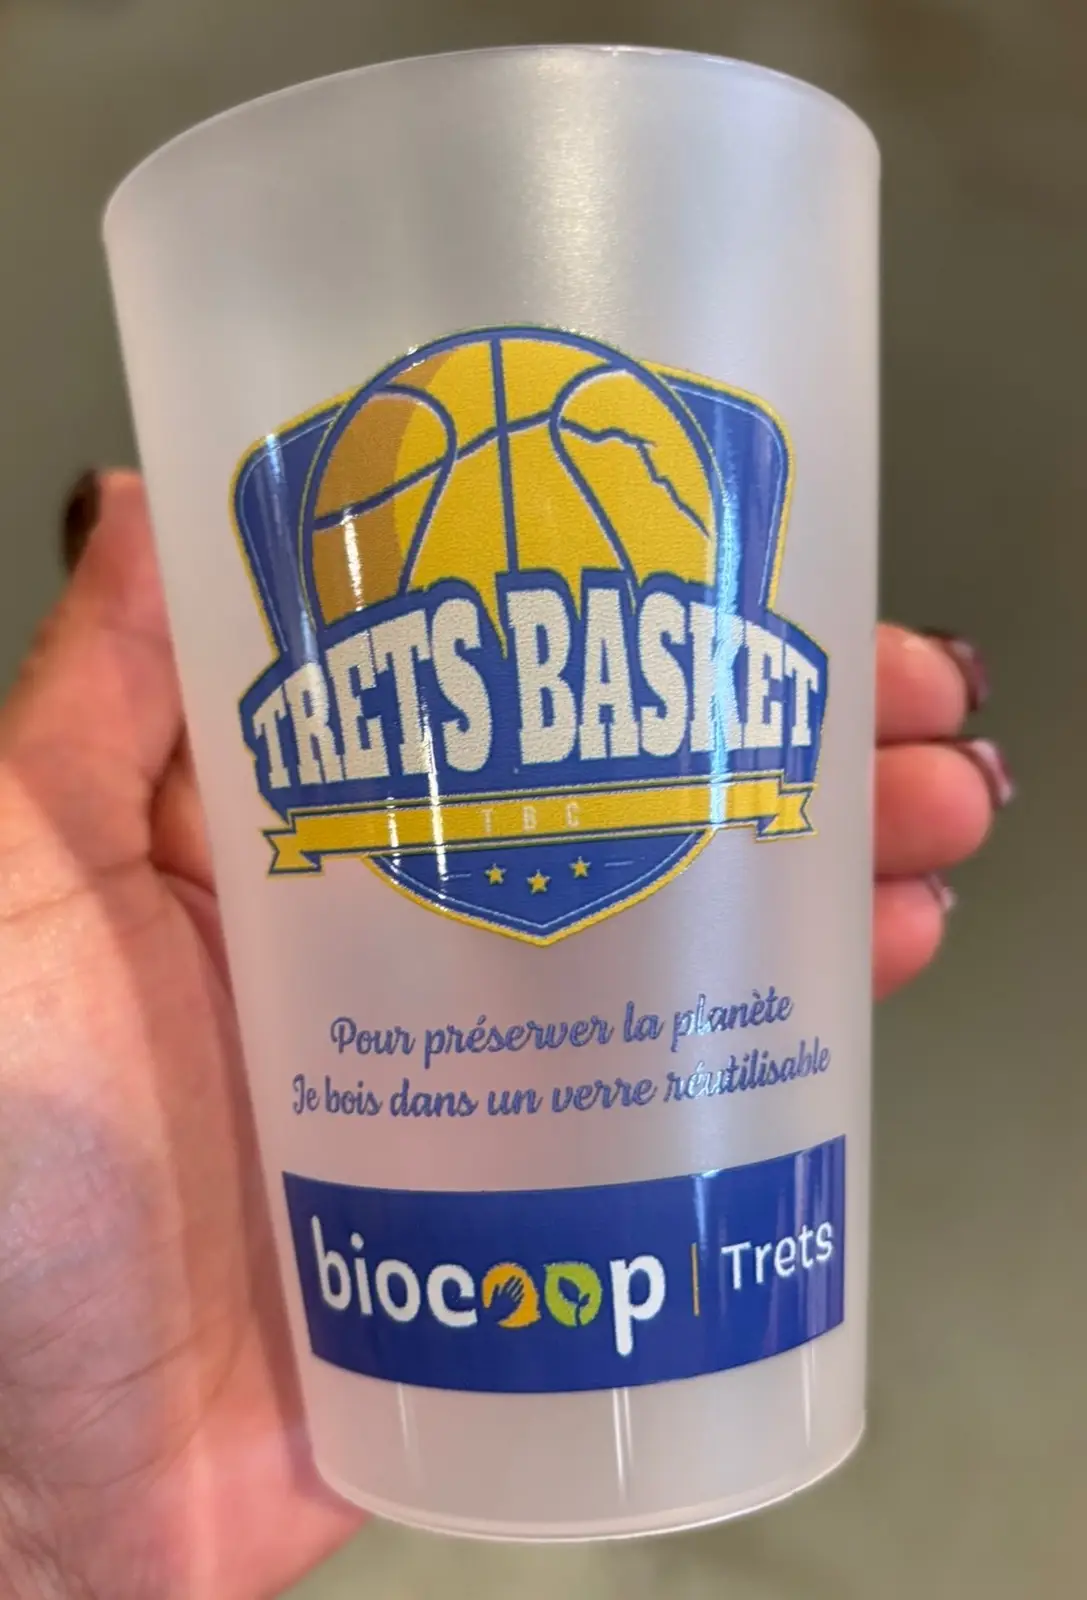 TRETS BASKET
TBC
Pour préserver la planète
Je bois dans un verre réutilisable
biocoop | Trets